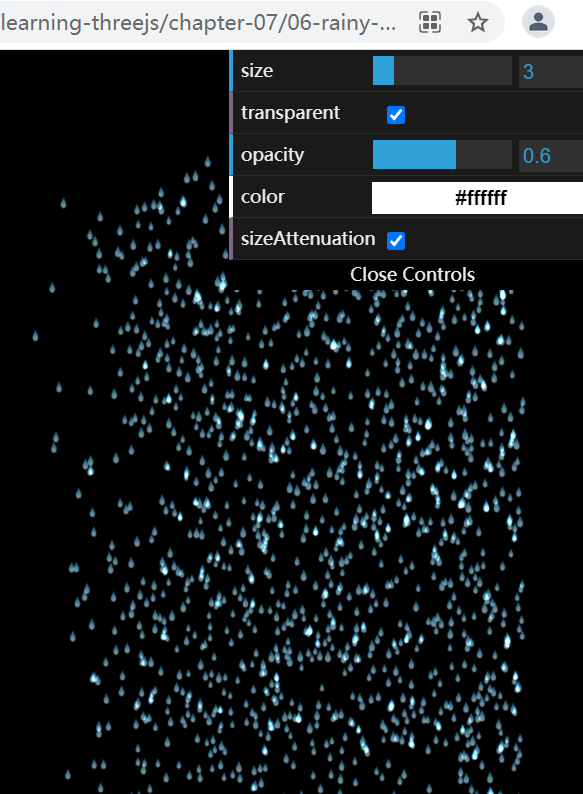 learning-threejs/chapter-07/06-rainy-...
size 3
transparent
opacity 0.6
color #ffffff
sizeAttenuation
Close Controls